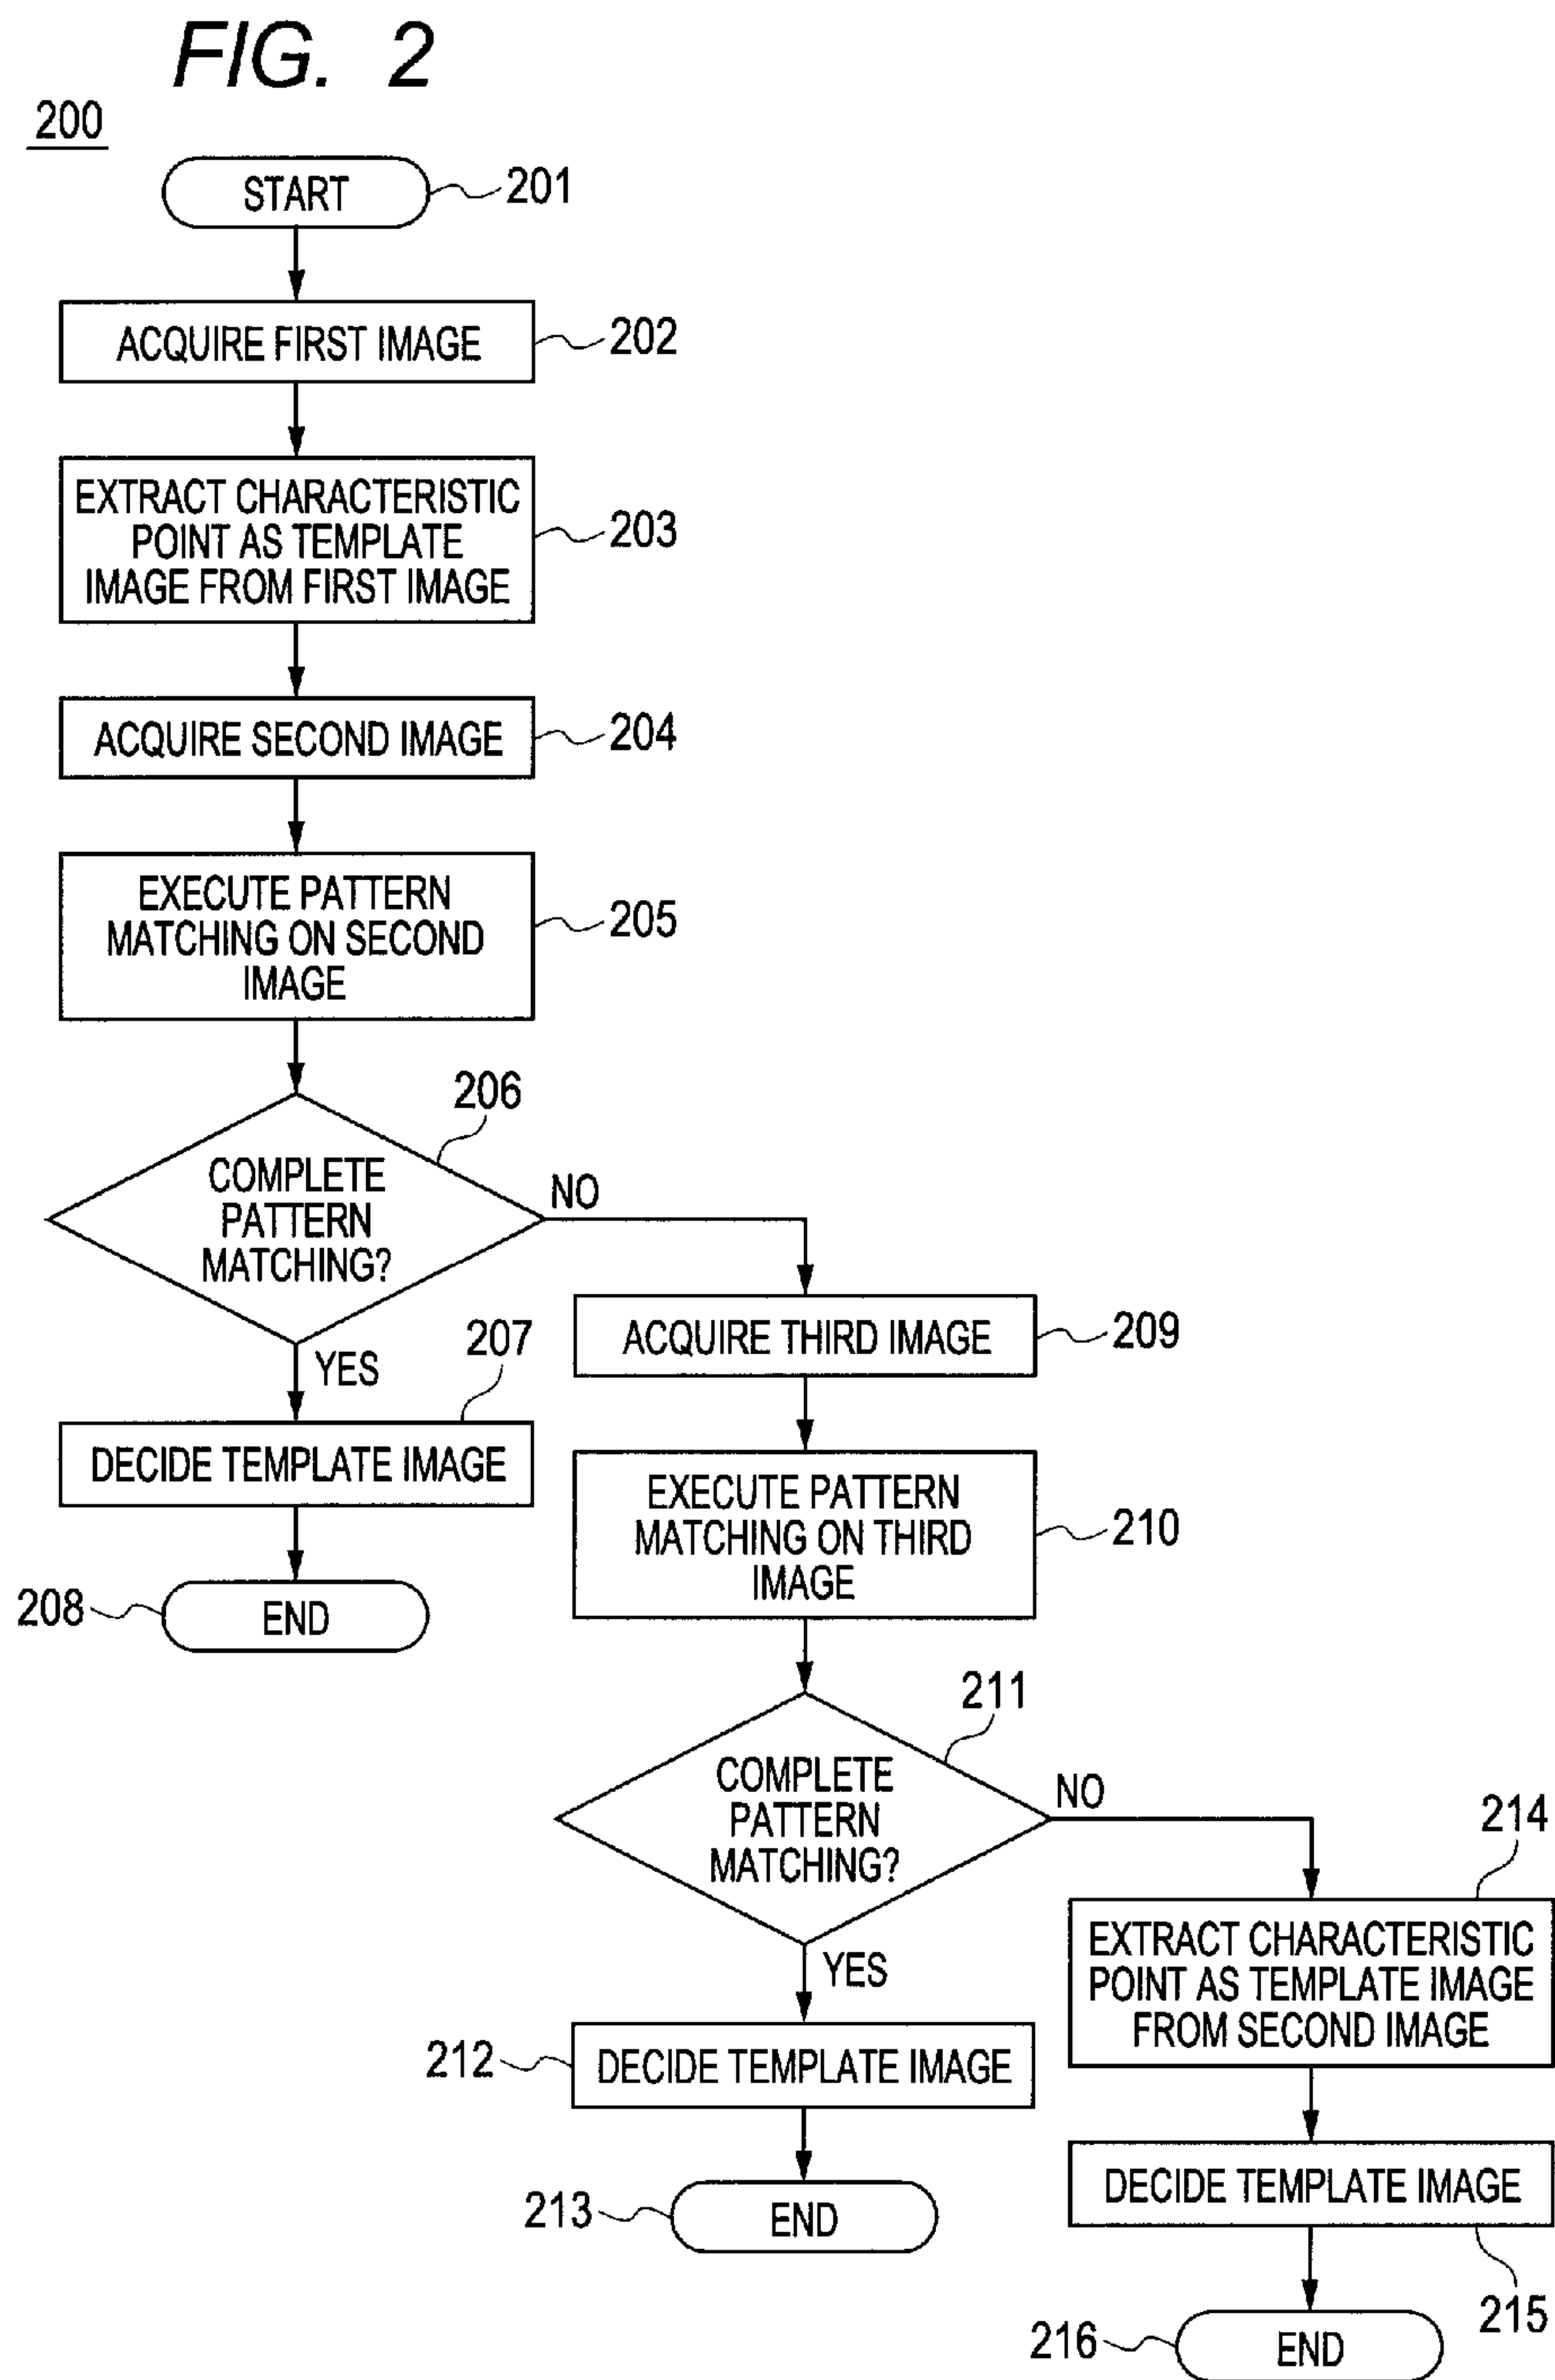 FIG. 2
200
START
201
ACQUIRE FIRST IMAGE
202
EXTRACT CHARACTERISTIC
POINT AS TEMPLATE
IMAGE FROM FIRST IMAGE
203
ACQUIRE SECOND IMAGE
204
EXECUTE PATTERN
MATCHING ON SECOND
IMAGE
205
206
COMPLETE
PATTERN
MATCHING?
NO
YES
207
DECIDE TEMPLATE IMAGE
208
END
ACQUIRE THIRD IMAGE
209
EXECUTE PATTERN
MATCHING ON THIRD
IMAGE
210
211
COMPLETE
PATTERN
MATCHING?
NO
YES
212
DECIDE TEMPLATE IMAGE
213
END
214
EXTRACT CHARACTERISTIC
POINT AS TEMPLATE IMAGE
FROM SECOND IMAGE
DECIDE TEMPLATE IMAGE
215
216
END